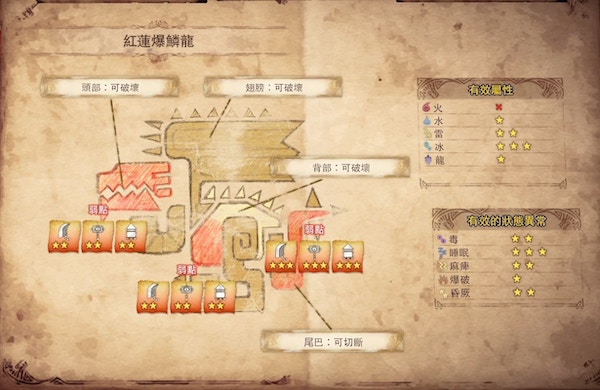 紅蓮爆鱗龍
頭部：可破壞
翅膀：可破壞
背部：可破壞
弱點
弱點
弱點
尾巴：可切斷
有效屬性
火
水
雷
冰
龍
有效的狀態異常
毒
睡眠
麻痺
爆破
昏厥